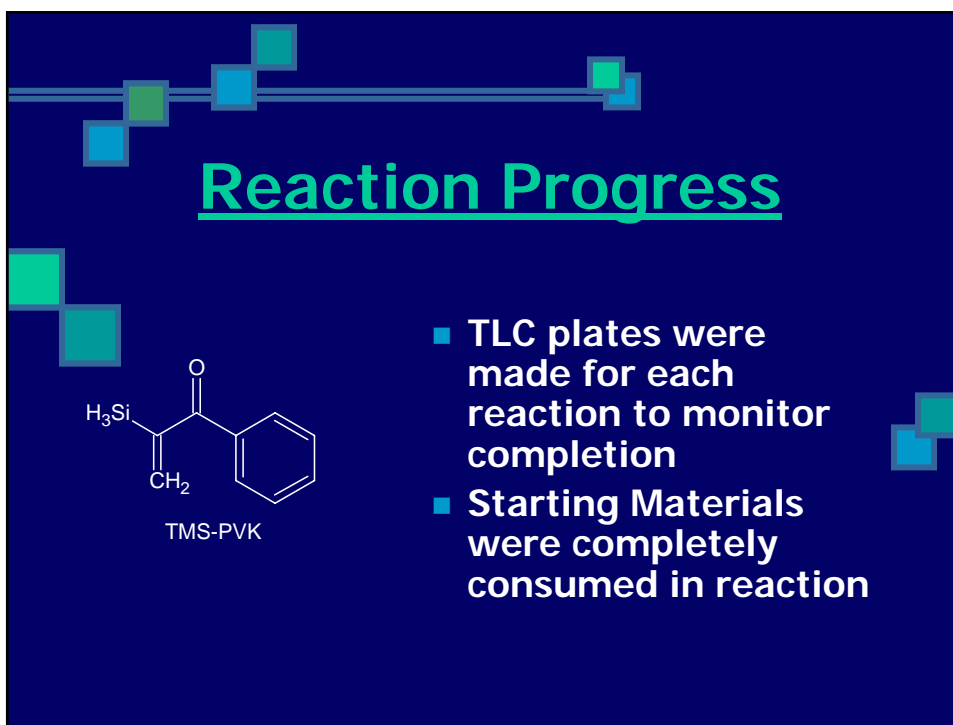 Reaction Progress
O
H3Si
CH2
TMS-PVK
TLC plates were
made for each
reaction to monitor
completion
Starting Materials
were completely
consumed in reaction